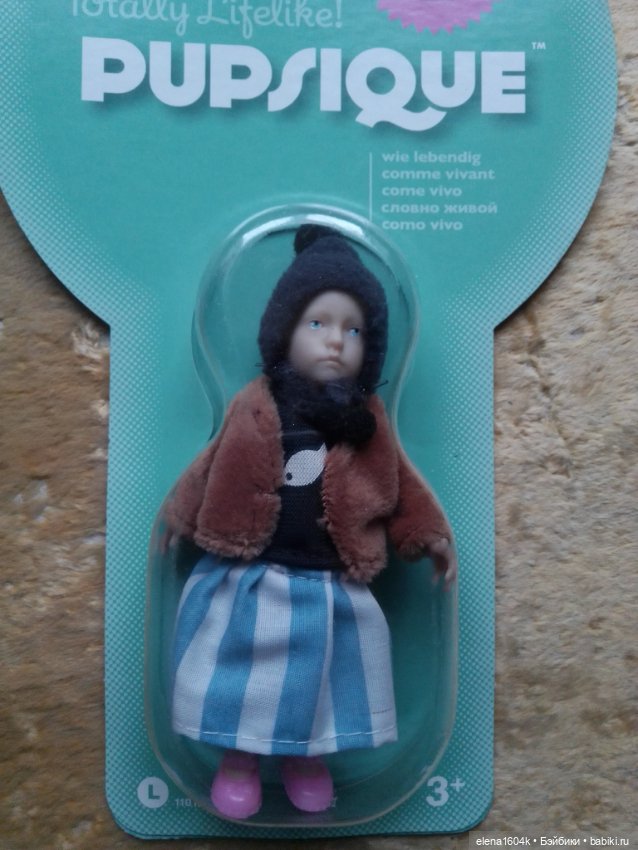 Totally Lifelike!
PUPSIQUE™
wie lebendig
comme vivant
come vivo
словно живой
como vivo
L
3+
elena1604k • Бэйбики • babiki.ru